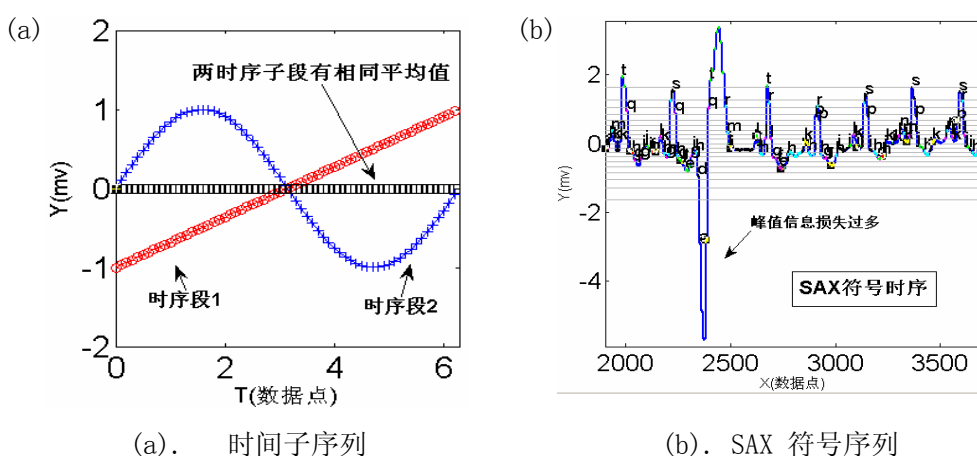 (a)
2
1
0
-1
-2
Y(mv)
两时序子段有相同平均值
时序段1
时序段2
0
2
4
6
T(数据点)
(b)
2
0
-2
-4
Y(mv)
峰值信息损失过多
SAX符号时序
2000
2500
3000
3500
X(数据点)
(a). 时间子序列
(b). SAX 符号序列